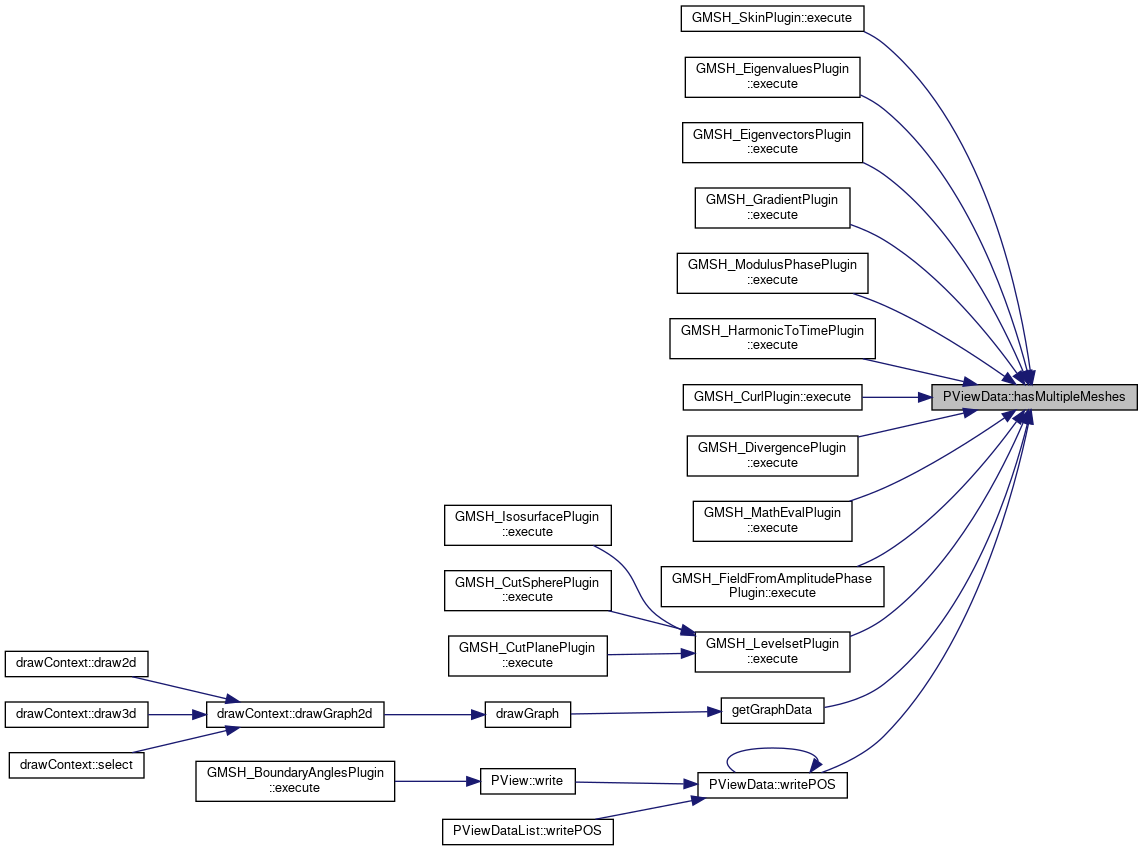 GMSH_SkinPlugin::execute
GMSH_EigenvaluesPlugin
::execute
GMSH_EigenvectorsPlugin
::execute
GMSH_GradientPlugin
::execute
GMSH_ModulusPhasePlugin
::execute
GMSH_HarmonicToTimePlugin
::execute
GMSH_CurlPlugin::execute
PViewData::hasMultipleMeshes
GMSH_DivergencePlugin
::execute
GMSH_MathEvalPlugin
::execute
GMSH_FieldFromAmplitudePhase
Plugin::execute
GMSH_IsosurfacePlugin
::execute
GMSH_CutSpherePlugin
::execute
GMSH_CutPlanePlugin
::execute
GMSH_LevelsetPlugin
::execute
drawContext::draw2d
drawContext::draw3d
drawContext::select
drawContext::drawGraph2d
drawGraph
getGraphData
GMSH_BoundaryAnglesPlugin
::execute
PView::write
PViewData::writePOS
PViewDataList::writePOS